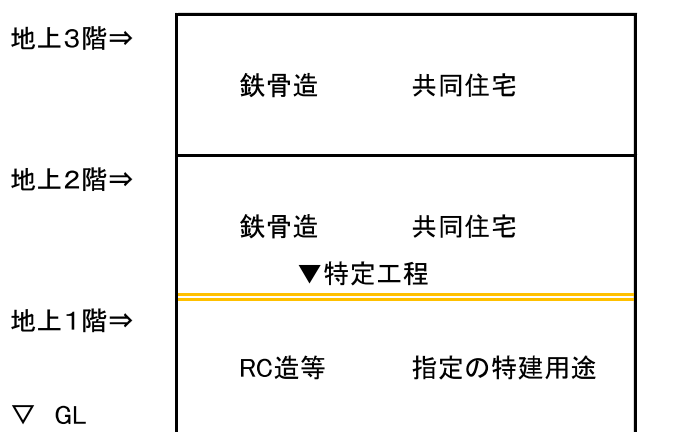 地上３階⇒
鉄骨造 共同住宅
地上２階⇒
鉄骨造 共同住宅
▼特定工程
地上１階⇒
RC造等 指定の特建用途
▽ GL